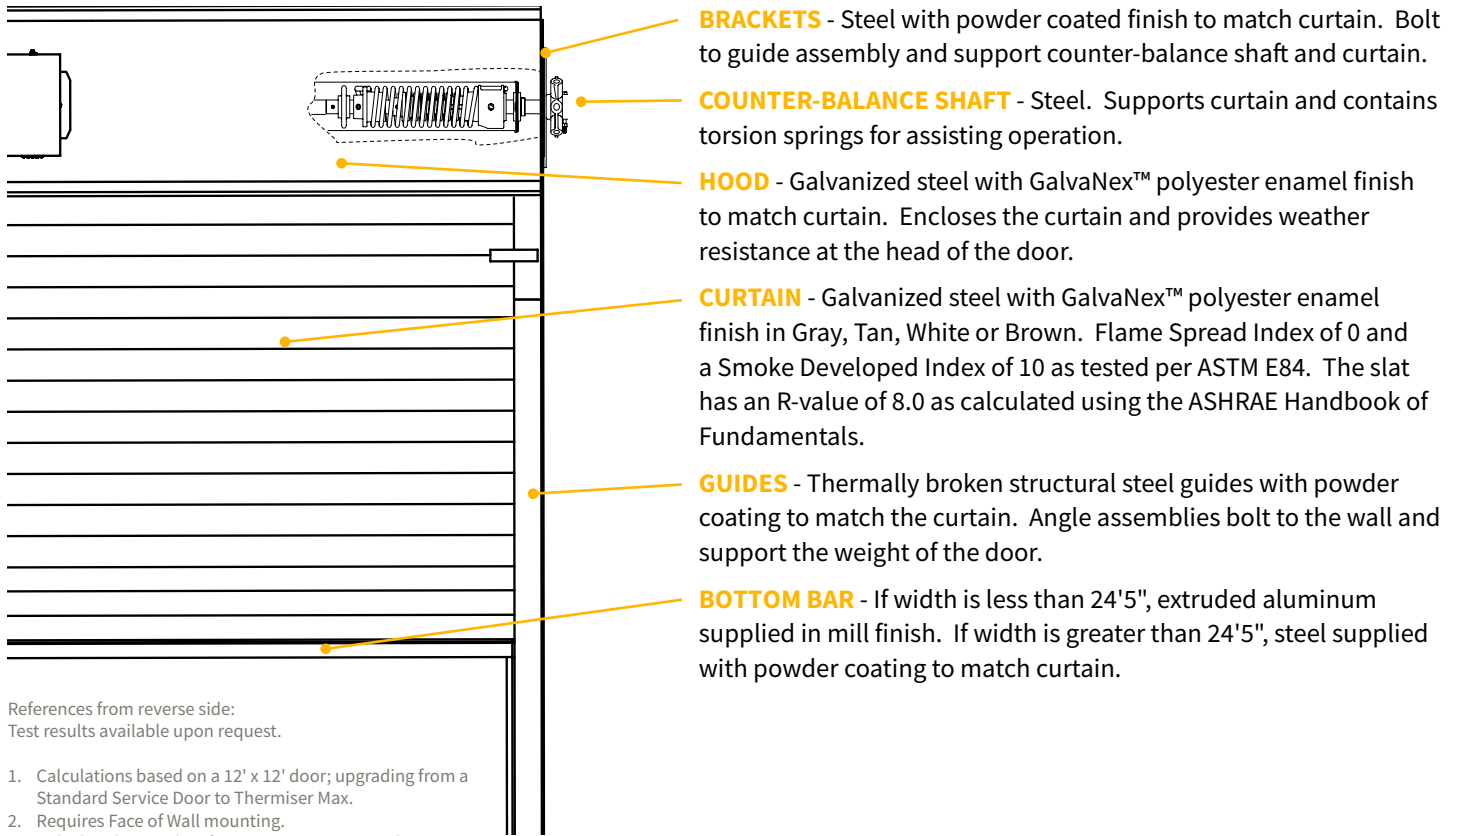 BRACKETS - Steel with powder coated finish to match curtain.  Bolt
to guide assembly and support counter-balance shaft and curtain.
COUNTER-BALANCE SHAFT - Steel.  Supports curtain and contains
torsion springs for assisting operation.
HOOD - Galvanized steel with GalvaNex™ polyester enamel finish
to match curtain.  Encloses the curtain and provides weather
resistance at the head of the door.
CURTAIN - Galvanized steel with GalvaNex™ polyester enamel
finish in Gray, Tan, White or Brown.  Flame Spread Index of 0 and
a Smoke Developed Index of 10 as tested per ASTM E84.  The slat
has an R-value of 8.0 as calculated using the ASHRAE Handbook of
Fundamentals.
GUIDES - Thermally broken structural steel guides with powder
coating to match the curtain.  Angle assemblies bolt to the wall and
support the weight of the door.
BOTTOM BAR - If width is less than 24'5", extruded aluminum
supplied in mill finish.  If width is greater than 24'5", steel supplied
with powder coating to match curtain.
References from reverse side:
Test results available upon request.
1. Calculations based on a 12' x 12' door; upgrading from a
Standard Service Door to Thermiser Max.
2. Requires Face of Wall mounting.